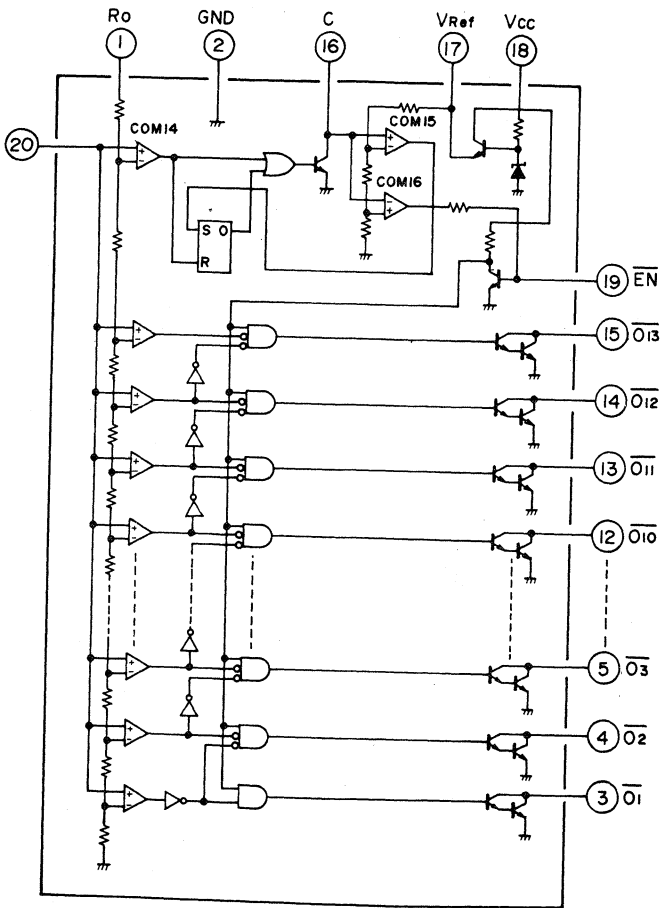 Ro GND C VRef Vcc
1 2 16 17 18
COM14 COM15
20
+ − + −
COM16
− +
S O
R
19 EN
+ − 15 O13
+ − 14 O12
+ − 13 O11
+ − 12 O10
+ − 5 O3
+ − 4 O2
+ − 3 O1